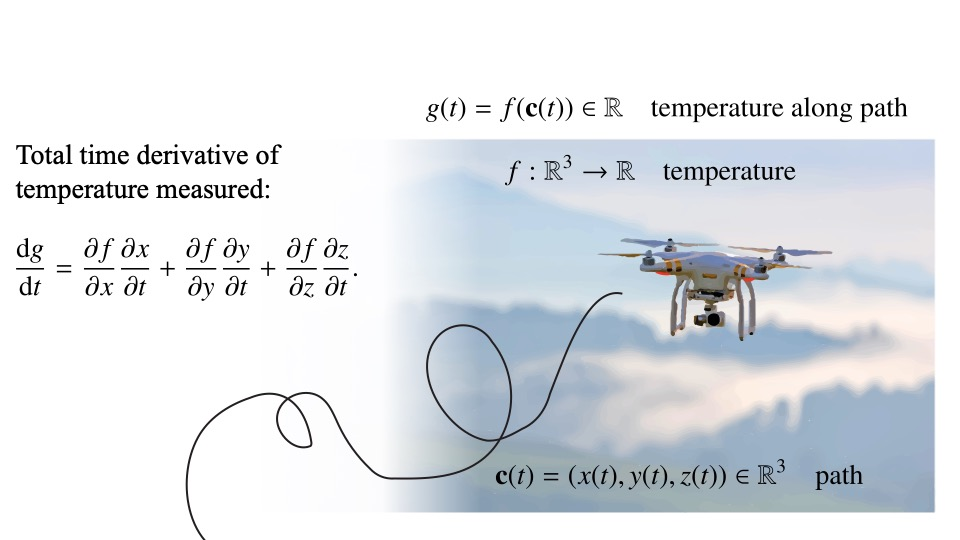 g(t) = f(c(t)) ∈ ℝ temperature along path
Total time derivative of
temperature measured:
f : ℝ³ → ℝ temperature
dg/dt = ∂f/∂x ∂x/∂t + ∂f/∂y ∂y/∂t + ∂f/∂z ∂z/∂t.
c(t) = (x(t), y(t), z(t)) ∈ ℝ³ path